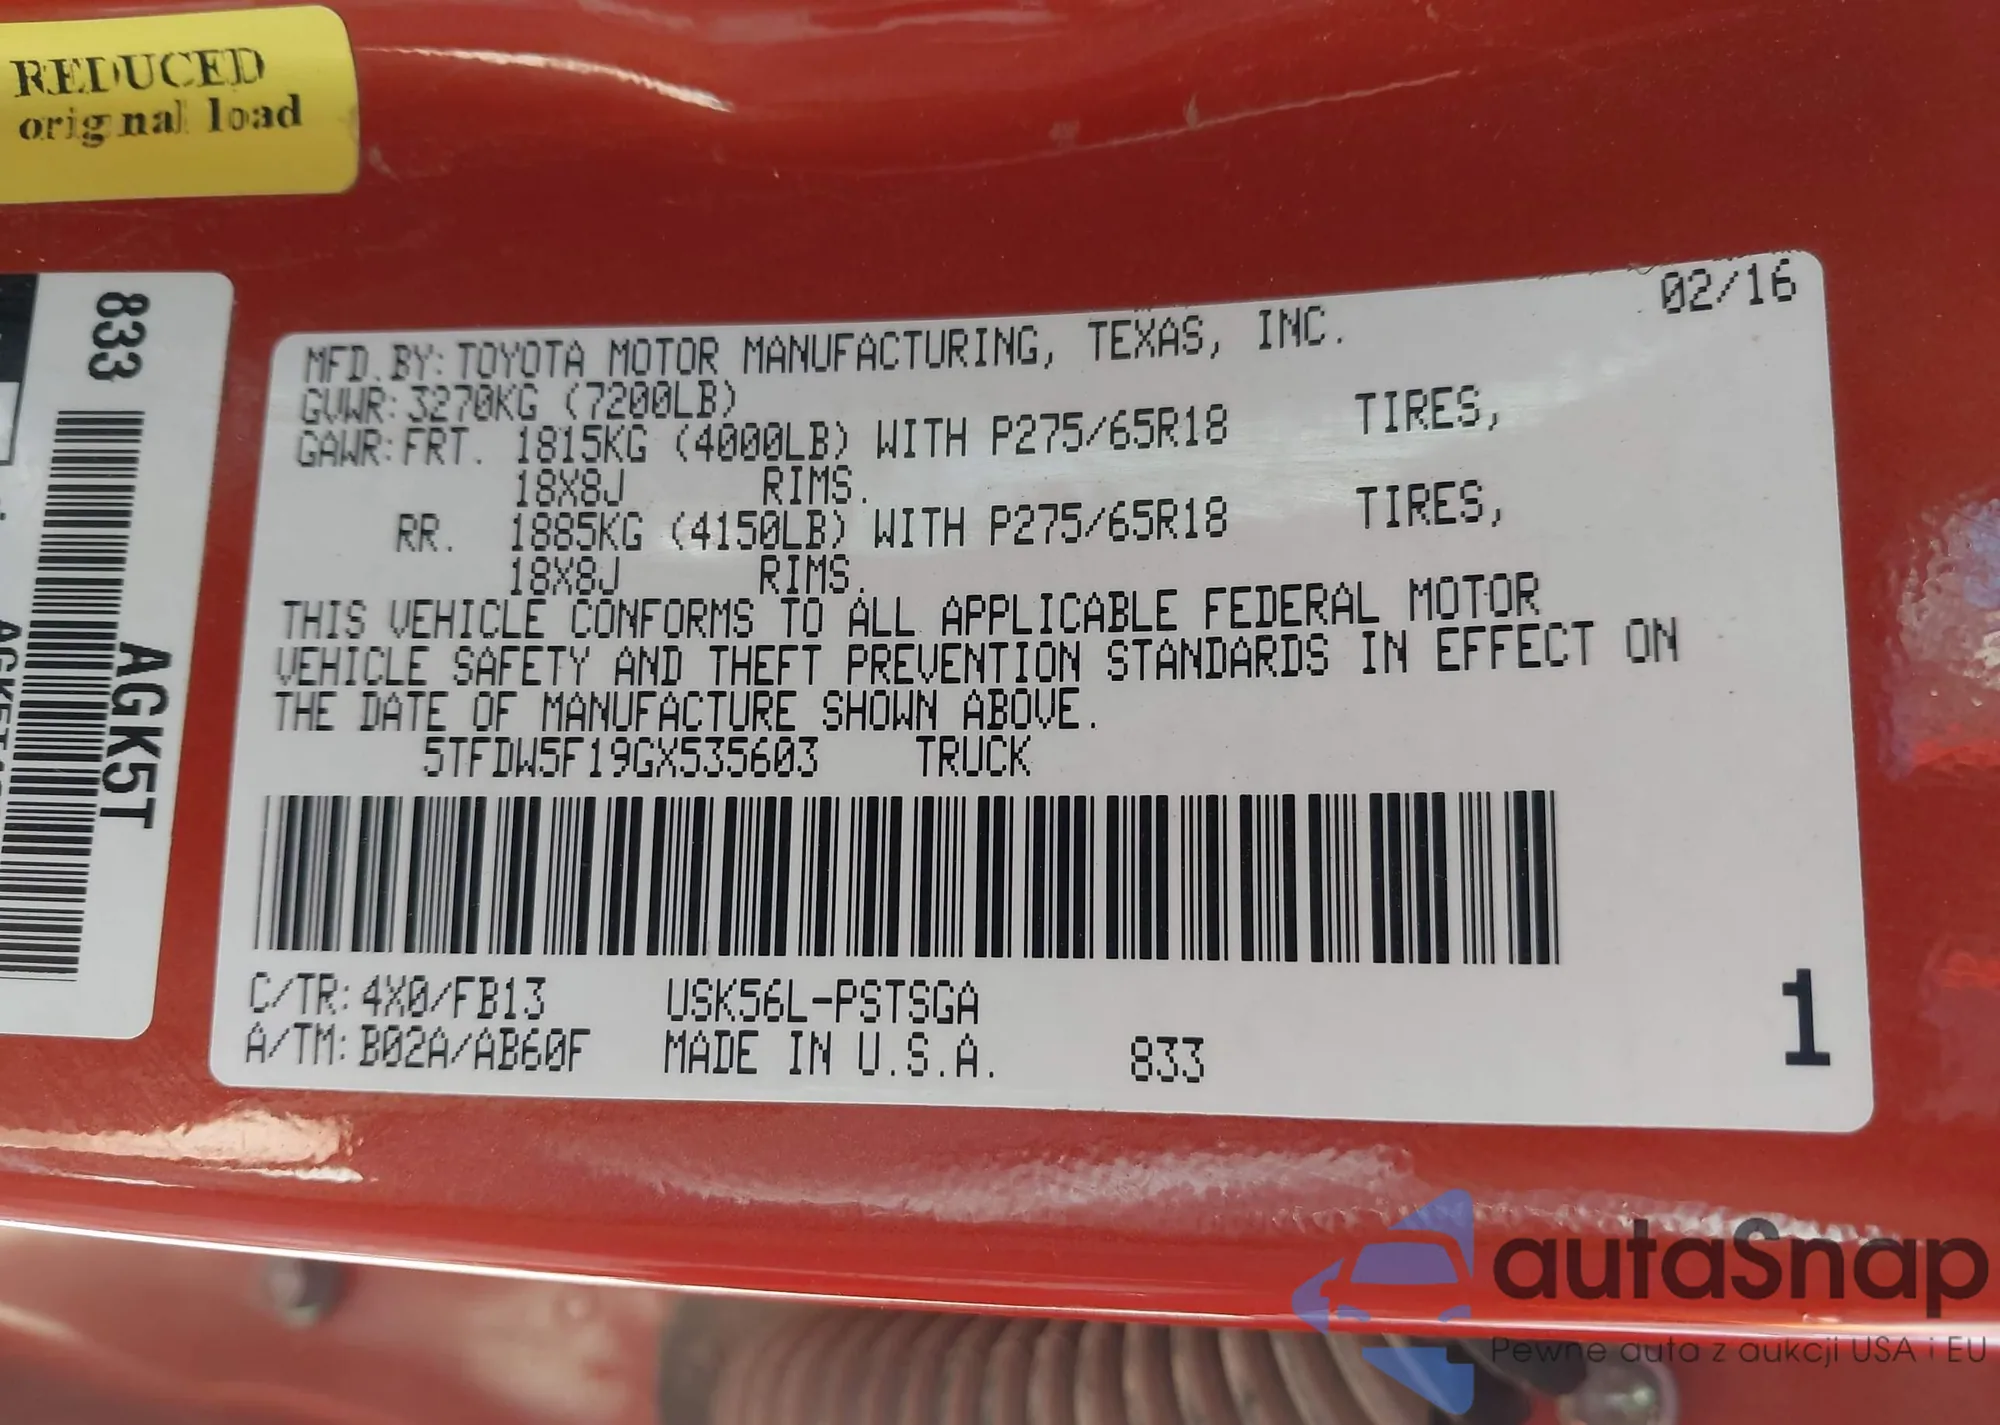 REDUCED
original load
833
AGK5T
02/16
MFD.BY: TOYOTA MOTOR MANUFACTURING, TEXAS, INC.
GVWR: 3270KG (7200LB)
GAWR: FRT. 1815KG (4000LB) WITH P275/65R18 TIRES,
18X8J RIMS.
RR. 1885KG (4150LB) WITH P275/65R18 TIRES,
18X8J RIMS.
THIS VEHICLE CONFORMS TO ALL APPLICABLE FEDERAL MOTOR
VEHICLE SAFETY AND THEFT PREVENTION STANDARDS IN EFFECT ON
THE DATE OF MANUFACTURE SHOWN ABOVE.
5TFDW5F19GX535603 TRUCK
C/TR: 4X0/FB13 USK56L-PSTSGA
A/TM: B02A/AB60F MADE IN U.S.A. 833
1
autaSnap
Pewne auta z aukcji USA i EU